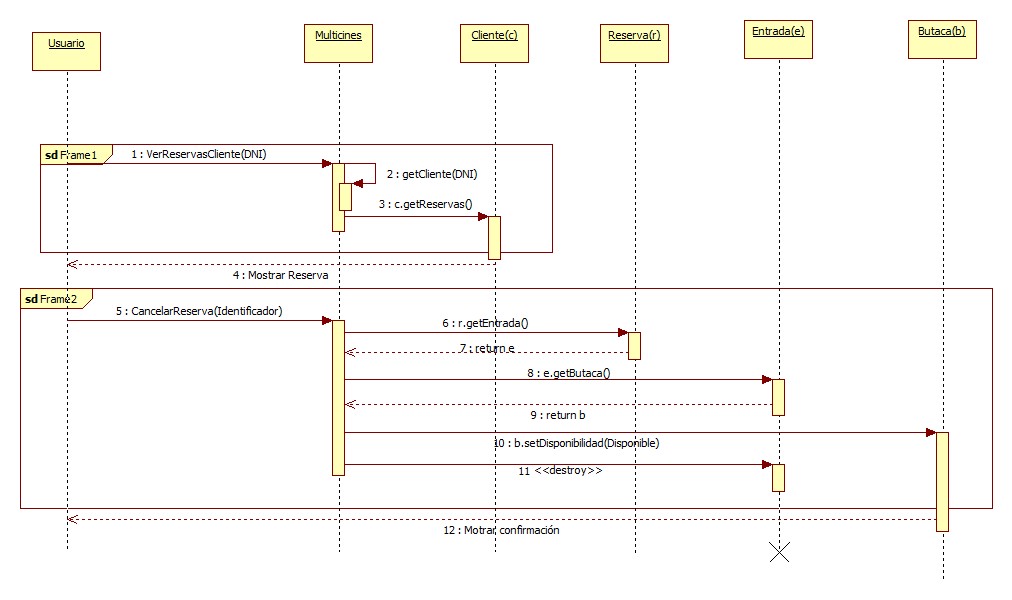 Usuario
Multicines
Cliente(c)
Reserva(r)
Entrada(e)
Butaca(b)
sd Frame1
1 : VerReservasCliente(DNI)
2 : getCliente(DNI)
3 : c.getReservas()
4 : Mostrar Reserva
sd Frame2
5 : CancelarReserva(Identificador)
6 : r.getEntrada()
7 : return e
8 : e.getButaca()
9 : return b
10 : b.setDisponibilidad(Disponible)
11 <<destroy>>
12 : Motrar confirmación